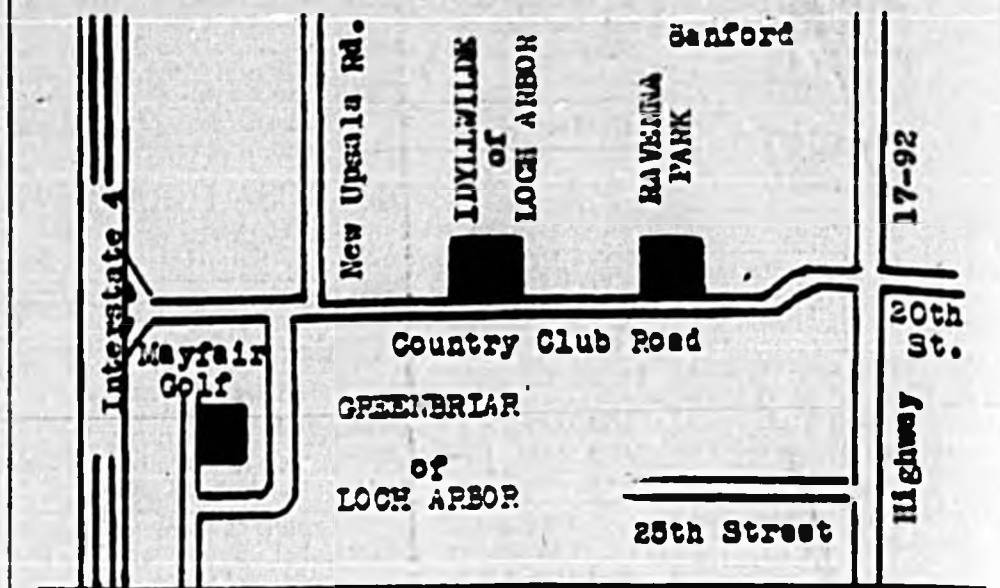 Sanford
New Upsala Rd.
IDYLLWILDE
of
LOCH ARBOR
RAVENNA
PARK
17-92
Interstate 4
Mayfair
Golf
Country Club Road
20th
St.
GREENBRIAR
of
LOCH ARBOR
25th Street
Highway